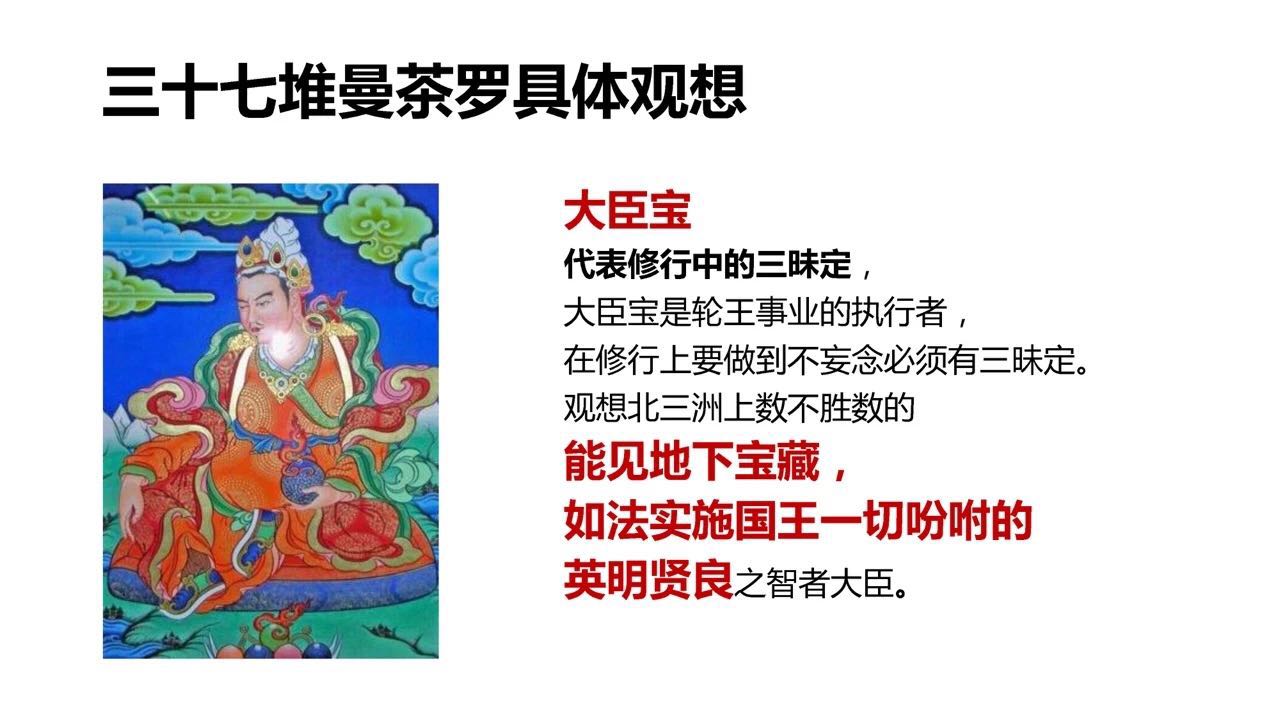 三十七堆曼茶罗具体观想
大臣宝
代表修行中的三昧定，
大臣宝是轮王事业的执行者，
在修行上要做到不妄念必须有三昧定。
观想北三洲上数不胜数的
能见地下宝藏，
如法实施国王一切吩咐的
英明贤良之智者大臣。